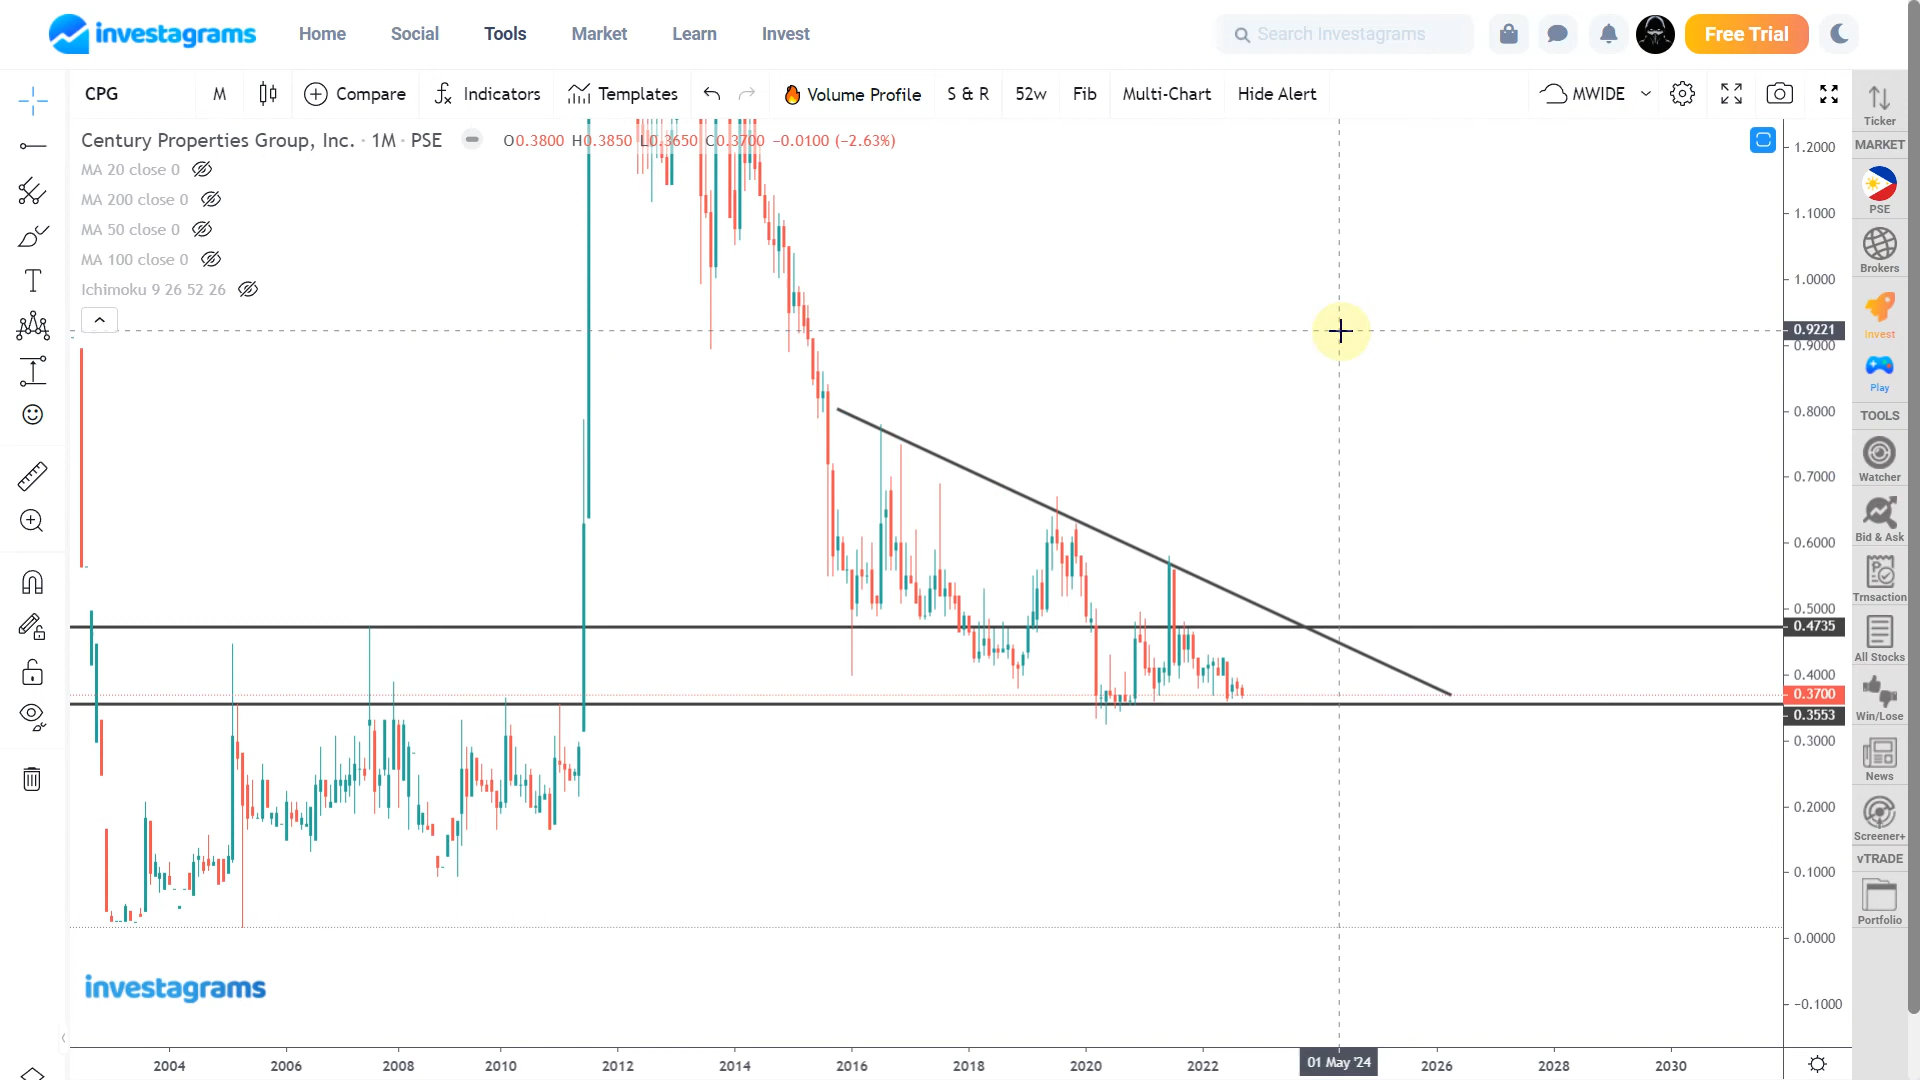 investagrams
Home
Social
Tools
Market
Learn
Invest
Search Investagrams
Free Trial
CPG
M
Compare
Indicators
Templates
Volume Profile
S & R
52w
Fib
Multi-Chart
Hide Alert
MWIDE
Century Properties Group, Inc. · 1M · PSE
O0.3800 H0.3850 L0.3650 C0.3700 −0.0100 (−2.63%)
MA 20 close 0
MA 200 close 0
MA 50 close 0
MA 100 close 0
Ichimoku 9 26 52 26
1.2000
1.1000
1.0000
0.9221
0.9000
0.8000
0.7000
0.6000
0.5000
0.4735
0.4000
0.3700
0.3553
0.3000
0.2000
0.1000
0.0000
−0.1000
investagrams
2004
2006
2008
2010
2012
2014
2016
2018
2020
2022
01 May '24
2026
2028
2030
Ticker
MARKET
PSE
Brokers
Invest
Play
TOOLS
Watcher
Bid & Ask
Trnsaction
All Stocks
Win/Lose
News
Screener+
vTRADE
Portfolio